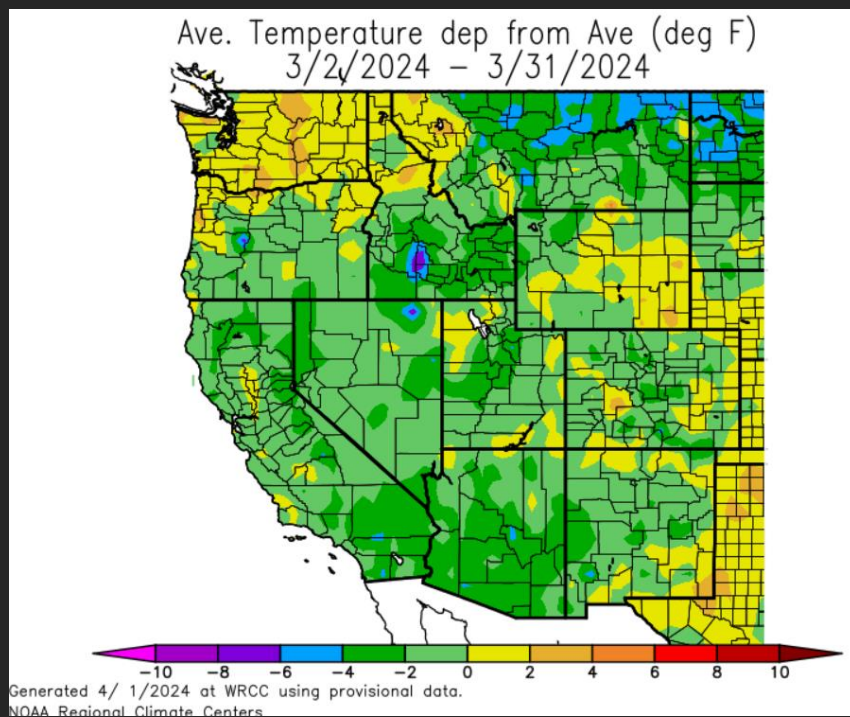 Ave. Temperature dep from Ave (deg F)
3/2/2024 – 3/31/2024
−10 −8 −6 −4 −2 0 2 4 6 8 10
Generated 4/ 1/2024 at WRCC using provisional data.
NOAA Regional Climate Centers